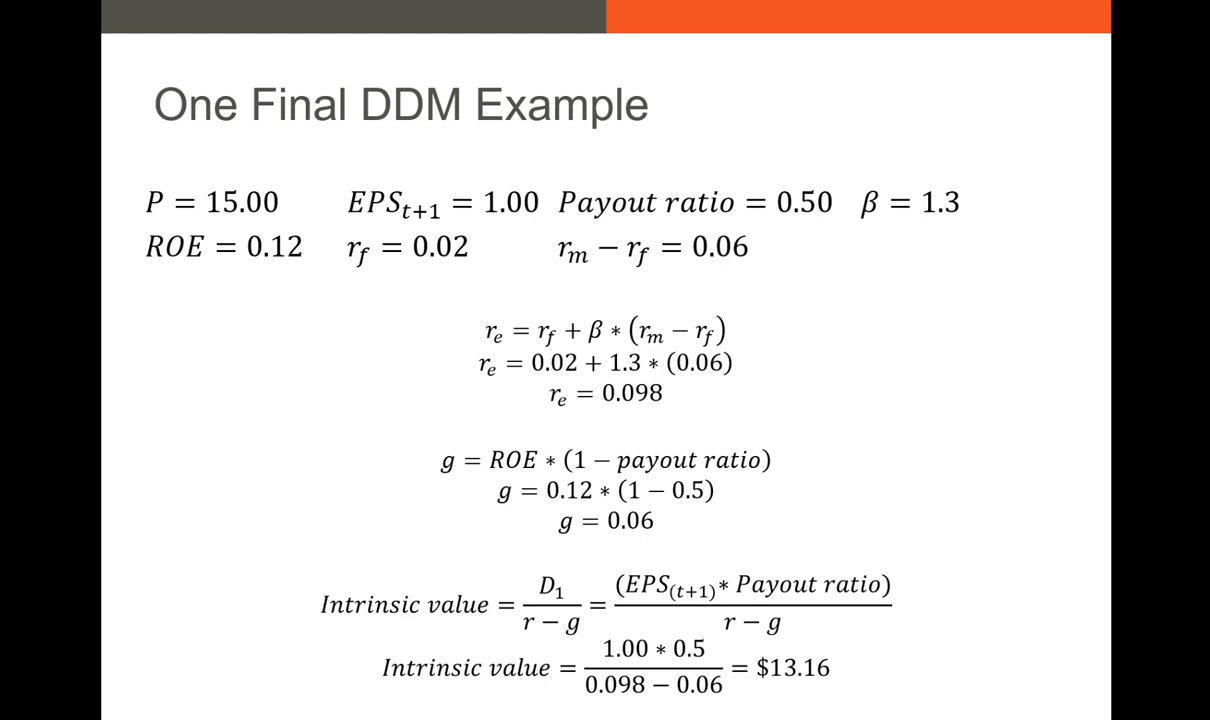 One Final DDM Example
P = 15.00 EPS_{t+1} = 1.00 Payout ratio = 0.50 β = 1.3
ROE = 0.12 r_f = 0.02 r_m − r_f = 0.06
r_e = r_f + β ∗ (r_m − r_f)
r_e = 0.02 + 1.3 ∗ (0.06)
r_e = 0.098
g = ROE ∗ (1 − payout ratio)
g = 0.12 ∗ (1 − 0.5)
g = 0.06
Intrinsic value = \frac{D_1}{r − g} = \frac{(EPS_{(t+1)} ∗ Payout ratio)}{r − g}
Intrinsic value = \frac{1.00 ∗ 0.5}{0.098 − 0.06} = $13.16